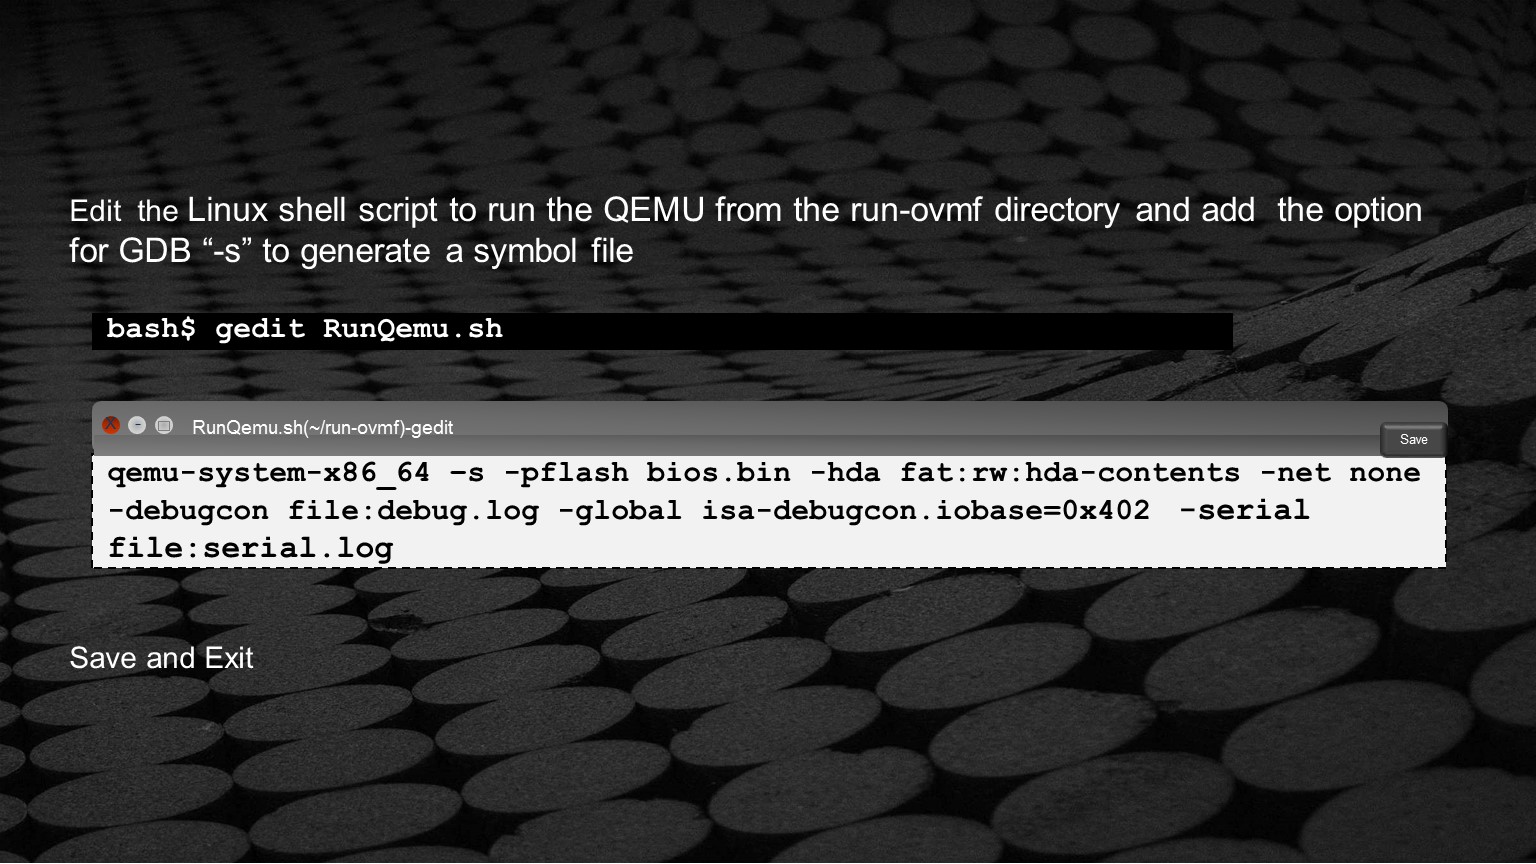 Edit the Linux shell script to run the QEMU from the run-ovmf directory and add the option
for GDB “-s” to generate a symbol file
bash$ gedit RunQemu.sh
X - RunQemu.sh(~/run-ovmf)-gedit
Save
qemu-system-x86_64 –s -pflash bios.bin -hda fat:rw:hda-contents -net none
-debugcon file:debug.log -global isa-debugcon.iobase=0x402 -serial
file:serial.log
Save and Exit